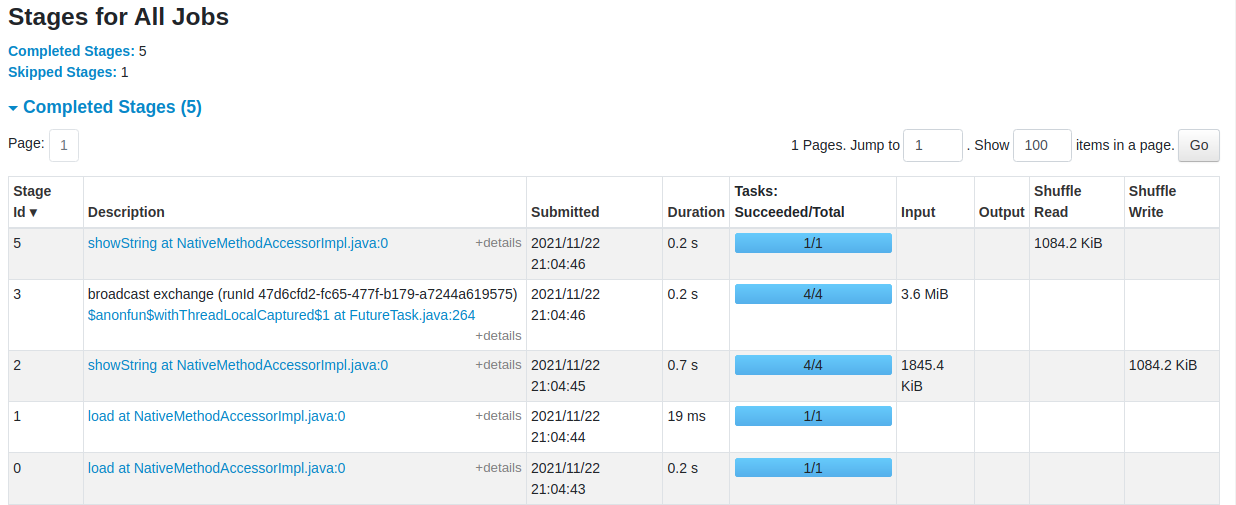 Stages for All Jobs
Completed Stages: 5
Skipped Stages: 1
Completed Stages (5)
Page: 1
1 Pages. Jump to 1 . Show 100 items in a page. Go
Stage Id ▾ Description Submitted Duration Tasks: Succeeded/Total Input Output Shuffle Read Shuffle Write
5 showString at NativeMethodAccessorImpl.java:0 +details 2021/11/22 21:04:46 0.2 s 1/1 1084.2 KiB
3 broadcast exchange (runId 47d6cfd2-fc65-477f-b179-a7244a619575) $anonfun$withThreadLocalCaptured$1 at FutureTask.java:264 +details 2021/11/22 21:04:46 0.2 s 4/4 3.6 MiB
2 showString at NativeMethodAccessorImpl.java:0 +details 2021/11/22 21:04:45 0.7 s 4/4 1845.4 KiB 1084.2 KiB
1 load at NativeMethodAccessorImpl.java:0 +details 2021/11/22 21:04:44 19 ms 1/1
0 load at NativeMethodAccessorImpl.java:0 +details 2021/11/22 21:04:43 0.2 s 1/1